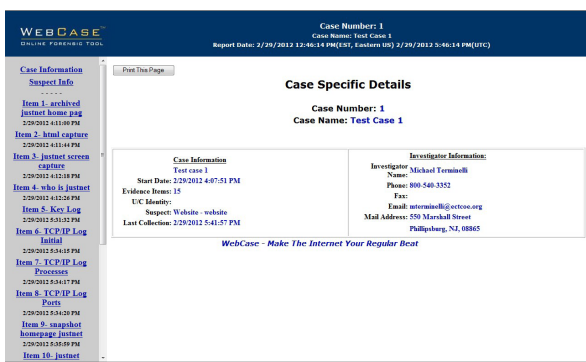 WEBCASE™
ONLINE FORENSIC TOOL
Case
Number: 1
Case Name: Test Case 1
Report Date: 2/29/2012 12:46:14 PM(EST, Eastern US) 2/29/2012 5:46:14 PM(UTC)
Case Information
Suspect Info
- - - - -
Item 1- archived
justnet home pag
2/29/2012 4:11:00 PM
Item 2- html capture
2/29/2012 4:11:44 PM
Item 3- justnet screen
capture
2/29/2012 4:12:18 PM
Item 4- who is justnet
2/29/2012 4:12:26 PM
Item 5- Key Log
2/29/2012 5:31:32 PM
Item 6- TCP/IP Log
Initial
2/29/2012 5:34:15 PM
Item 7- TCP/IP Log
Processes
2/29/2012 5:34:17 PM
Item 8- TCP/IP Log
Ports
2/29/2012 5:34:20 PM
Item 9- snapshot
homepage justnet
2/29/2012 5:35:59 PM
Item 10- justnet
Print This Page
Case Specific Details
Case Number: 1
Case Name: Test Case 1
Case Information
Test case 1
Start Date: 2/29/2012 4:07:51 PM
Evidence Items: 15
U/C Identity:
Suspect: Website - website
Last Collection: 2/29/2012 5:41:57 PM
Investigator Information:
Investigator Name: Michael Terminelli
Phone: 800-540-3352
Fax:
Email: mterminelli@ectcoe.org
Mail Address: 550 Marshall Street
Phillipsburg, NJ, 08865
WebCase - Make The Internet Your Regular Beat